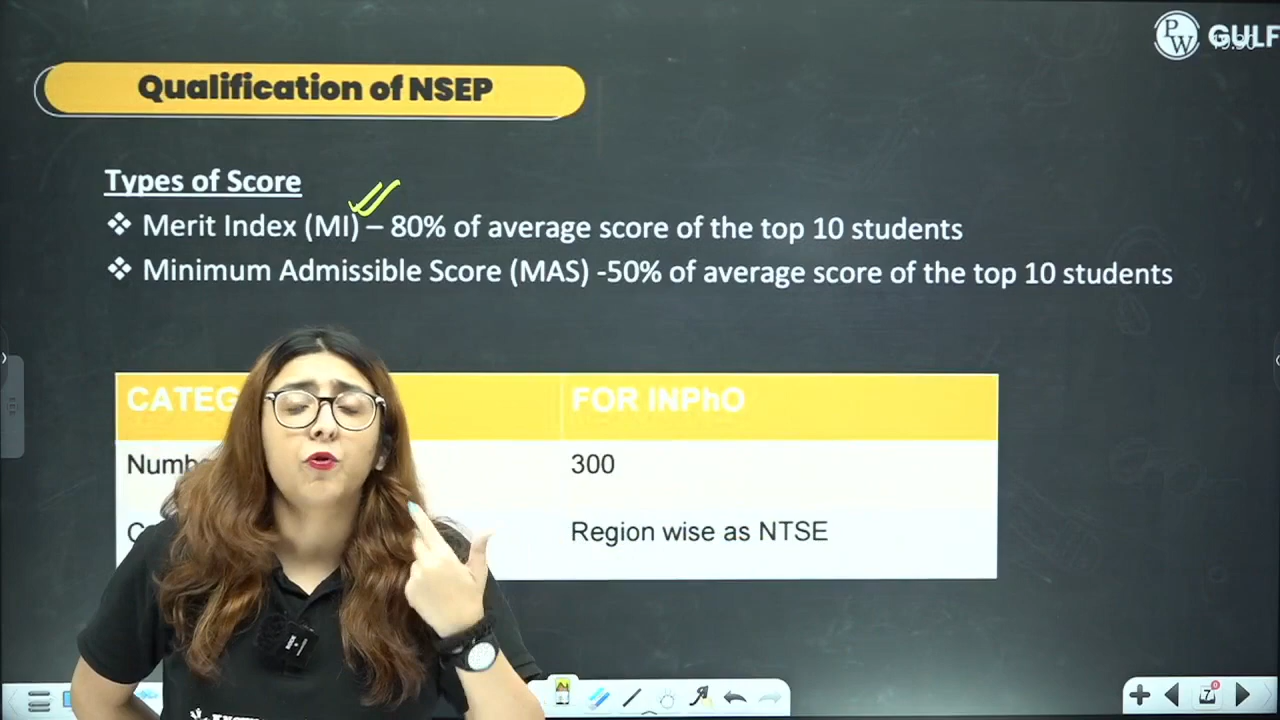 PW GULF
Qualification of NSEP
Types of Score
❖ Merit Index (MI) – 80% of average score of the top 10 students
❖ Minimum Admissible Score (MAS) -50% of average score of the top 10 students
FOR INPhO
300
Region wise as NTSE
7